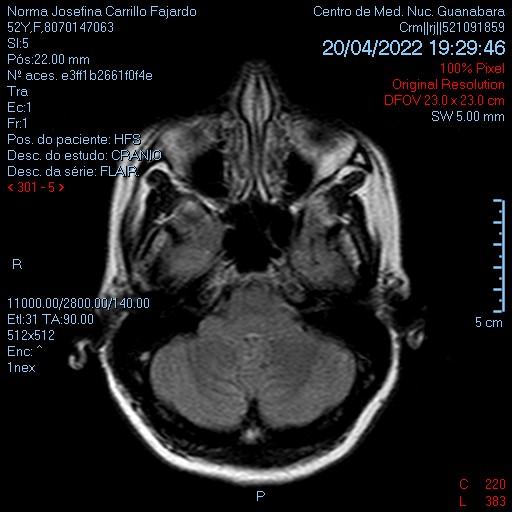 Norma Josefina Carrillo Fajardo
52Y,F,8070147063
Sl:5
Pós:22.00 mm
Nº aces. e3ff1b2661f0f4e
Tra
Ec:1
Fr:1
Pos. do paciente: HFS
Desc. do estudo: CRANIO
Desc. da série: FLAIR
< 301 - 5 >
Centro de Med. Nuc. Guanabara
Crm||rj||521091859
20/04/2022 19:29:46
100% Pixel
Original Resolution
DFOV 23.0 x 23.0 cm
SW 5.00 mm
R
11000.00/2800.00/140.00
Etl:31 TA:90.00
512x512
Enc: ^
1nex
5 cm
P
C 220
L 383